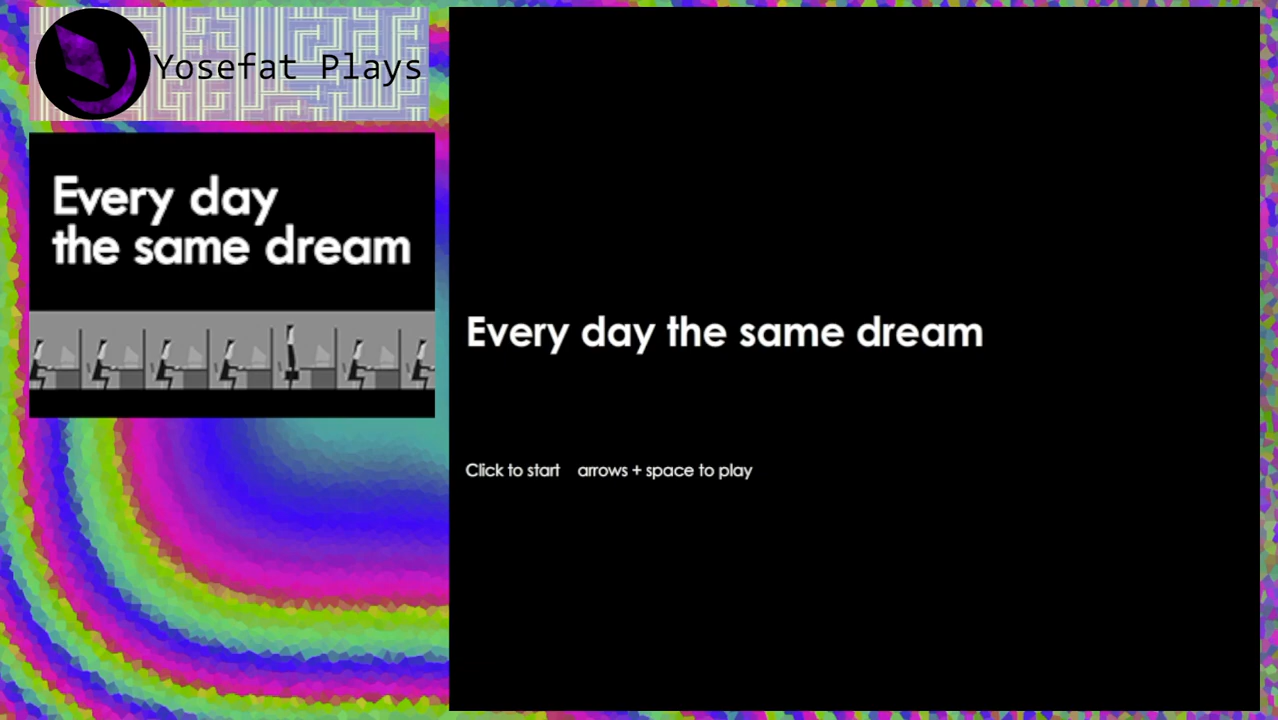 Yosefat Plays
Every day
the same dream
Every day the same dream
Click to start arrows + space to play